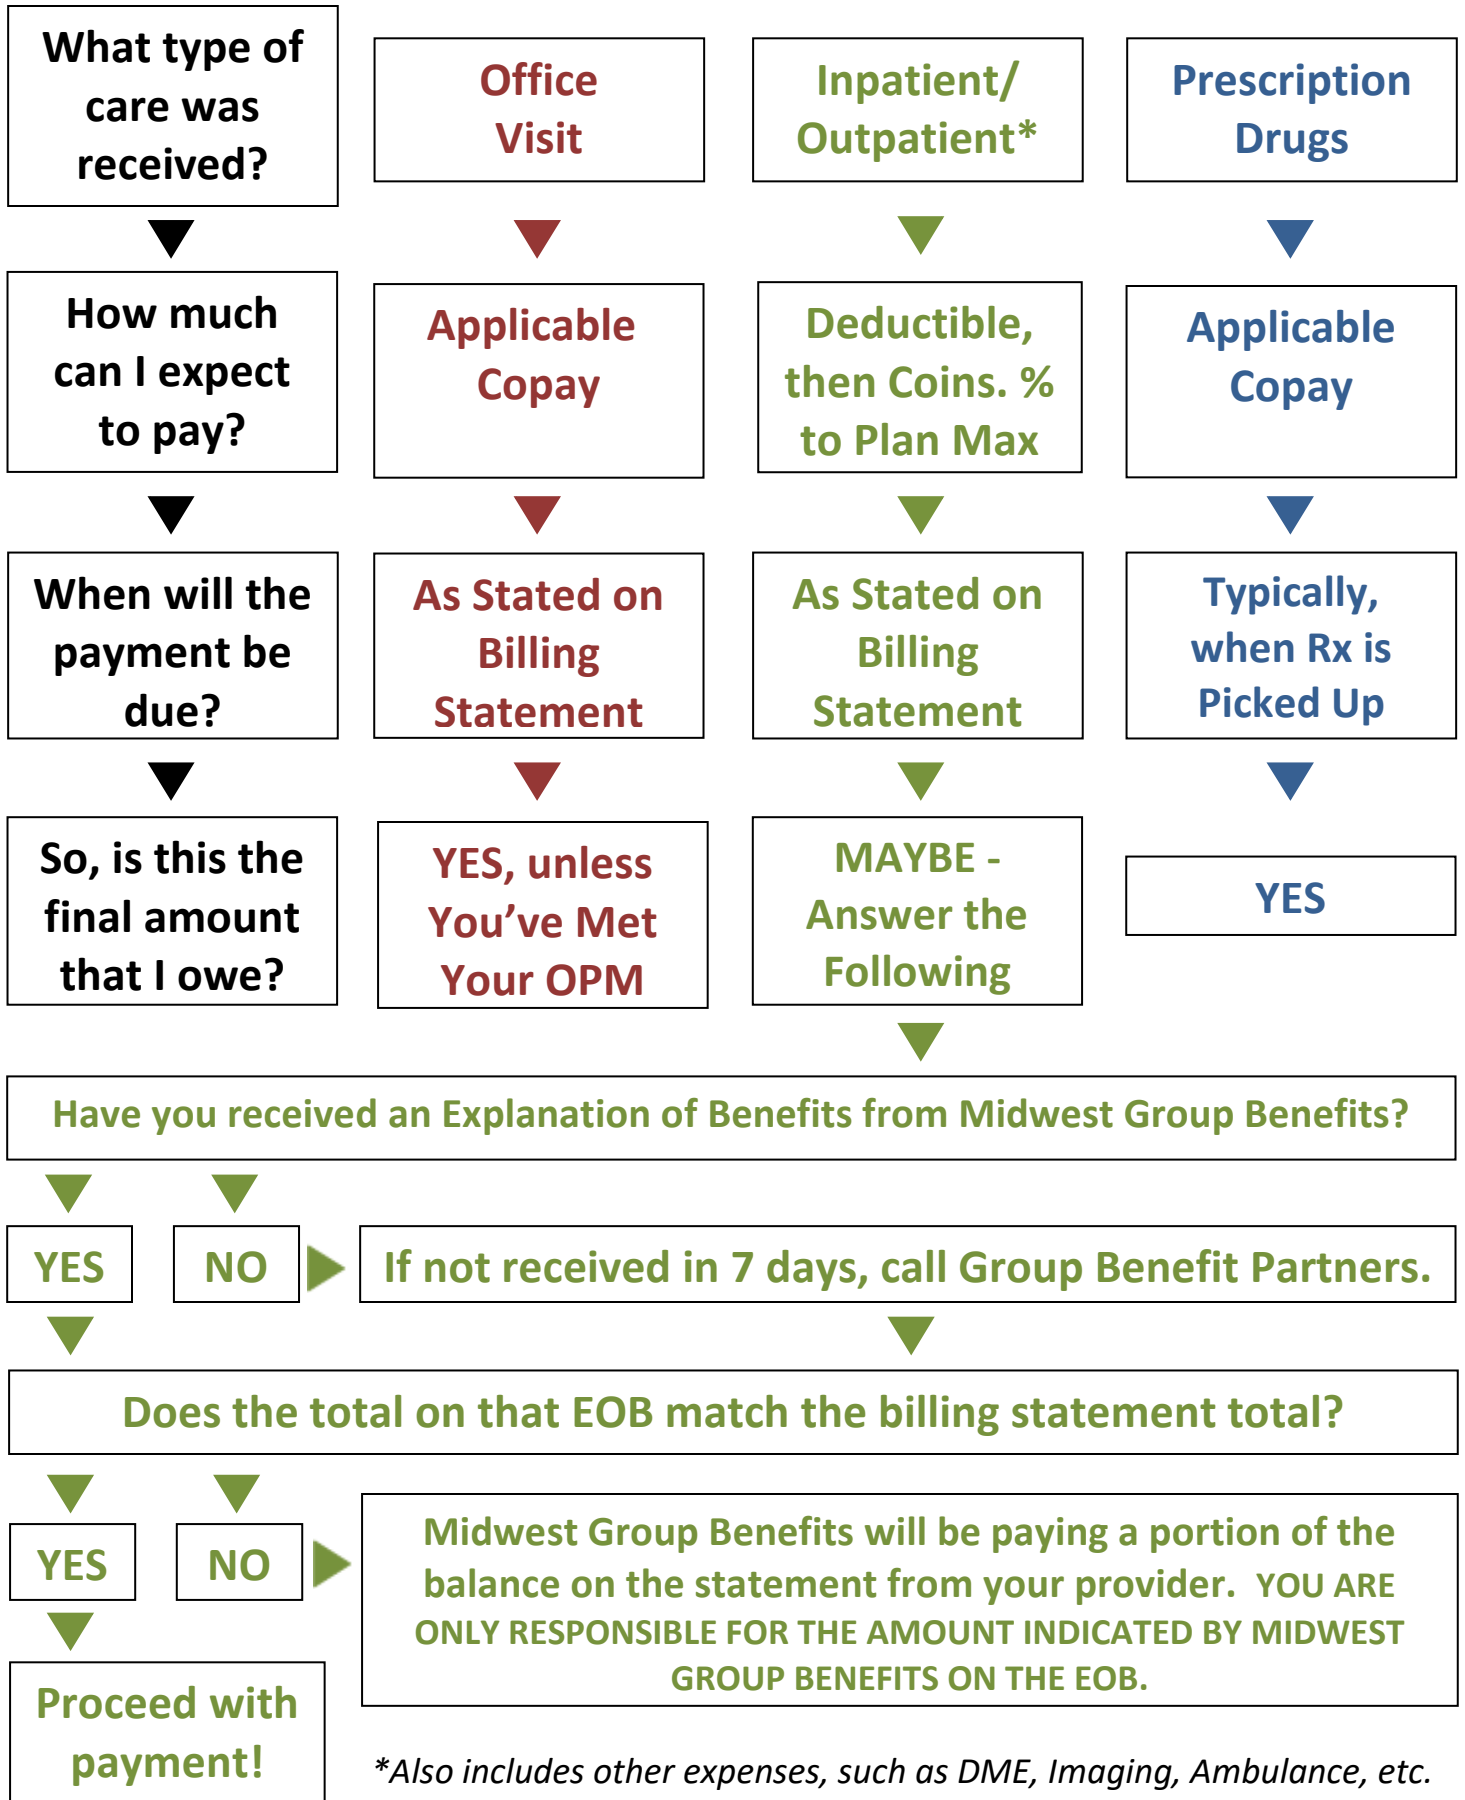 What type of
care was
received?
Office
Visit
Inpatient/
Outpatient*
Prescription
Drugs
How much
can I expect
to pay?
Applicable
Copay
Deductible,
then Coins. %
to Plan Max
Applicable
Copay
When will the
payment be
due?
As Stated on
Billing
Statement
As Stated on
Billing
Statement
Typically,
when Rx is
Picked Up
So, is this the
final amount
that I owe?
YES, unless
You’ve Met
Your OPM
MAYBE -
Answer the
Following
YES
Have you received an Explanation of Benefits from Midwest Group Benefits?
YES
NO
If not received in 7 days, call Group Benefit Partners.
Does the total on that EOB match the billing statement total?
YES
NO
Midwest Group Benefits will be paying a portion of the
balance on the statement from your provider. YOU ARE
ONLY RESPONSIBLE FOR THE AMOUNT INDICATED BY MIDWEST
GROUP BENEFITS ON THE EOB.
Proceed with
payment!
*Also includes other expenses, such as DME, Imaging, Ambulance, etc.